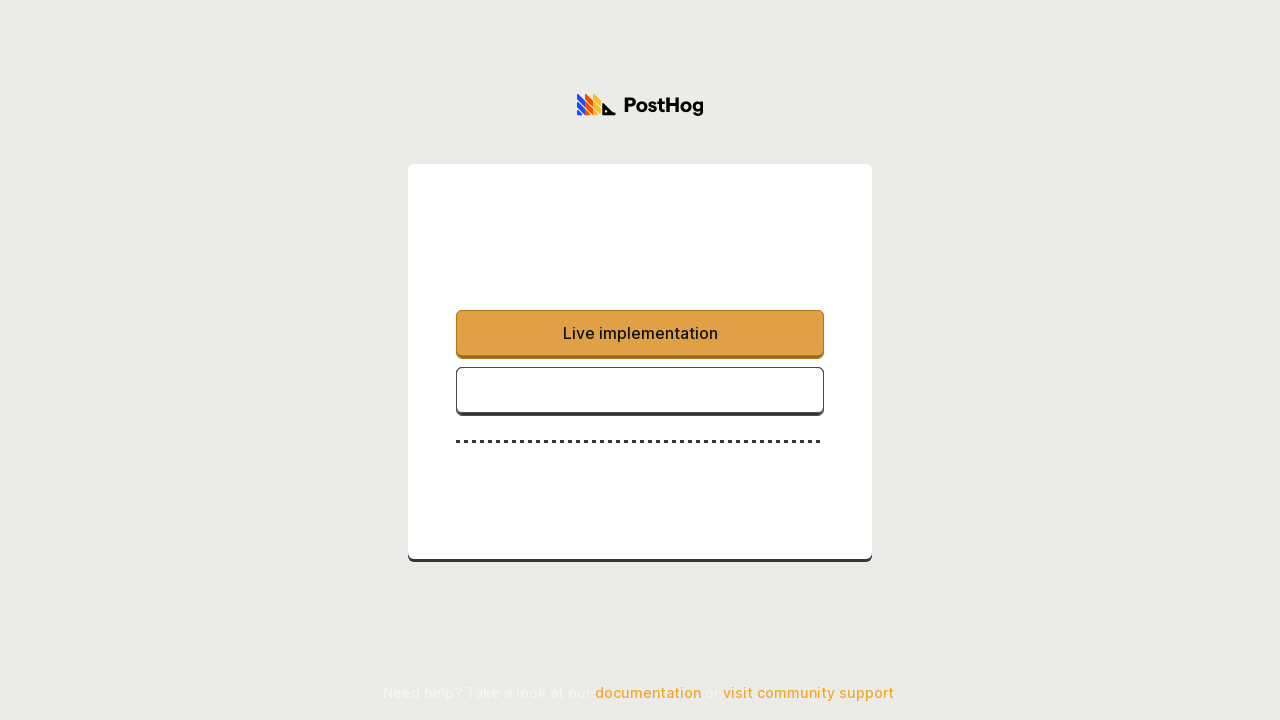 PostHog
Live implementation
Need help? Take a look at our documentation or visit community support